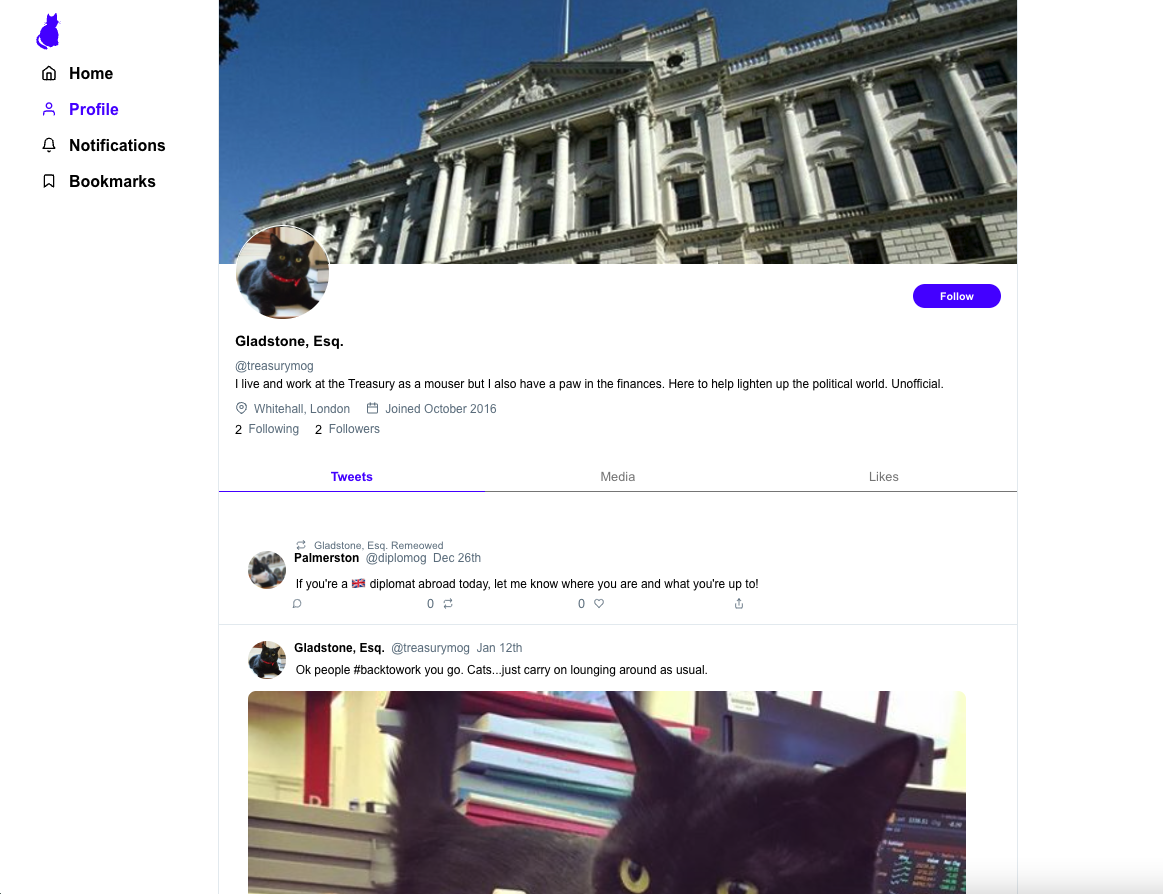 Home
Profile
Notifications
Bookmarks
Follow
Gladstone, Esq.
@treasurymog
I live and work at the Treasury as a mouser but I also have a paw in the finances. Here to help lighten up the political world. Unofficial.
Whitehall, London Joined October 2016
2 Following 2 Followers
Tweets Media Likes
Gladstone, Esq. Remeowed
Palmerston @diplomog Dec 26th
If you're a 🇬🇧 diplomat abroad today, let me know where you are and what you're up to!
0 0
Gladstone, Esq. @treasurymog Jan 12th
Ok people #backtowork you go. Cats...just carry on lounging around as usual.